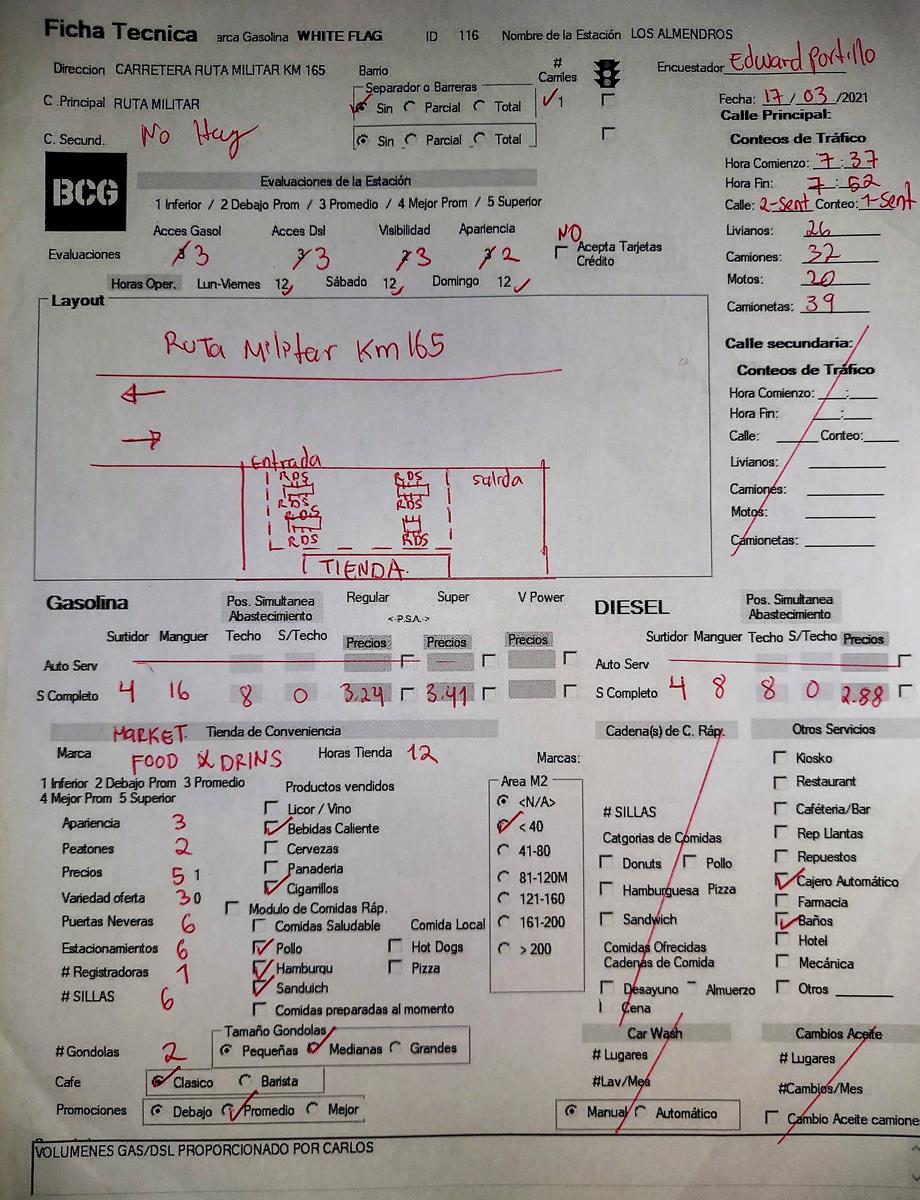 Ficha Tecnica arca Gasolina WHITE FLAG ID 116 Nombre de la Estación LOS ALMENDROS
Direccion CARRETERA RUTA MILITAR KM 165 Barrio # Carriles Encuestador Edward Portillo
Separador o Barreras
C .Principal RUTA MILITAR Sin Parcial Total 1
Fecha: 17 / 03 /2021
C. Secund. No Hay Sin Parcial Total
Calle Principal:
Conteos de Tráfico
Hora Comienzo: 7:37
Hora Fin: 7:52
Calle: 2-Sent Conteo: 1-Sent
Livianos: 26
Camiones: 32
Motos: 20
Camionetas: 39
BCG
Evaluaciones de la Estación
1 Inferior / 2 Debajo Prom / 3 Promedio / 4 Mejor Prom / 5 Superior
Acces Gasol Acces Dsl Visibilidad Apariencia NO
Evaluaciones 3 3 3 2 Acepta Tarjetas Crédito
Horas Oper. Lun-Viernes 12 Sábado 12 Domingo 12
Layout
Ruta Militar Km 165
Entrada Salida
RDS RDS
RDS RDS
RDS
RDS RDS
TIENDA
Calle secundaria:
Conteos de Tráfico
Hora Comienzo: :
Hora Fin: :
Calle: Conteo:
Livianos:
Camiones:
Motos:
Camionetas:
Gasolina Pos. Simultanea Abastecimiento Regular Super V Power
<-P.S.A.->
Surtidor Manguer Techo S/Techo Precios Precios Precios
Auto Serv
S Completo 4 16 8 0 3.24 3.41
DIESEL Pos. Simultanea Abastecimiento
Surtidor Manguer Techo S/Techo Precios
Auto Serv
S Completo 4 8 8 0 2.88
MARKET. Tienda de Conveniencia
Marca FOOD & DRINS Horas Tienda 12 Marcas:
1 Inferior 2 Debajo Prom 3 Promedio
4 Mejor Prom 5 Superior
Apariencia 3
Peatones 2
Precios 5 1
Variedad oferta 3 0
Puertas Neveras 6
Estacionamientos 6
# Registradoras 1
# SILLAS 6
Productos vendidos
Licor / Vino
Bebidas Caliente
Cervezas
Panaderia
Cigarrillos
Modulo de Comidas Ráp.
Comidas Saludable Comida Local
Pollo Hot Dogs
Hamburgu Pizza
Sanduich
Comidas preparadas al momento
Area M2
<N/A>
< 40
41-80
81-120M
121-160
161-200
> 200
Cadena(s) de C. Ráp.
# SILLAS
Catgorias de Comidas
Donuts Pollo
Hamburguesa Pizza
Sandwich
Comidas Ofrecidas
Cadenas de Comida
Desayuno Almuerzo
Cena
Otros Servicios
Kiosko
Restaurant
Caféteria/Bar
Rep Llantas
Repuestos
Cajero Automático
Farmacia
Baños
Hotel
Mecánica
Otros
Tamaño Gondolas
# Gondolas 2 Pequeñas Medianas Grandes
Cafe Clasico Barista
Promociones Debajo Promedio Mejor
Car Wash
# Lugares
#Lav/Mes
Manual Automático
Cambios Aceite
# Lugares
#Cambios/Mes
Cambio Aceite camione
VOLUMENES GAS/DSL PROPORCIONADO POR CARLOS